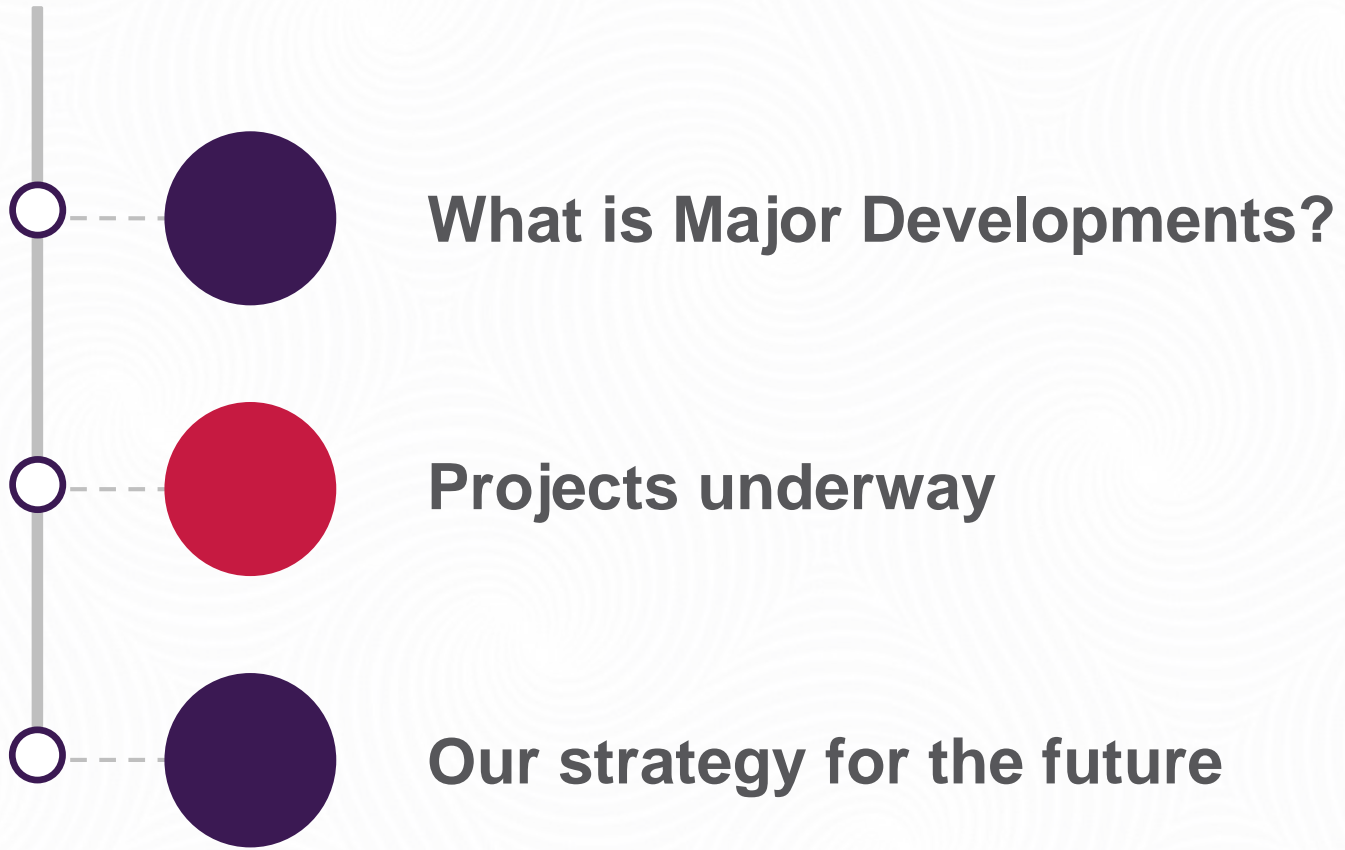 What is Major Developments?
Projects underway
Our strategy for the future